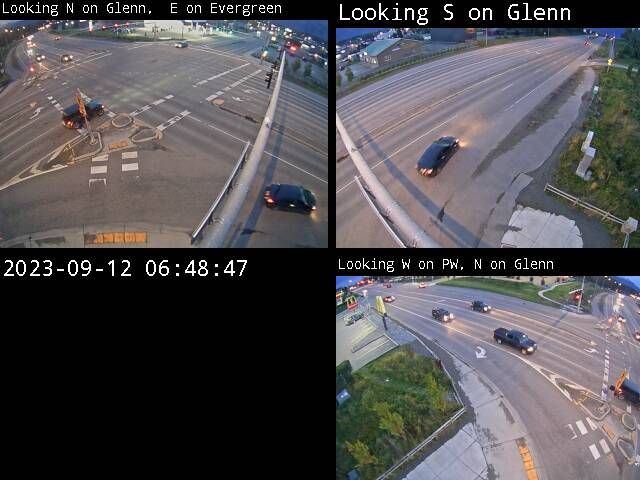 Looking N on Glenn,  E on Evergreen
Looking S on Glenn
2023-09-12 06:48:47
Looking W on PW, N on Glenn